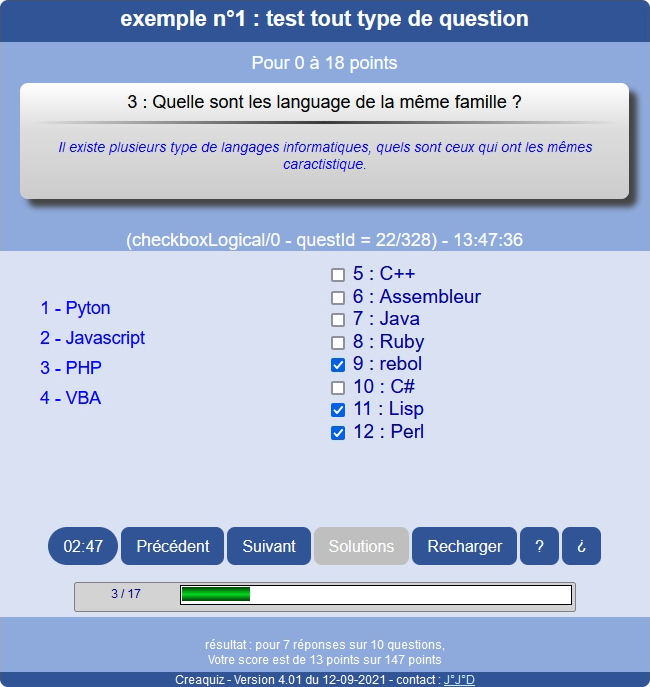 exemple n°1 : test tout type de question
Pour 0 à 18 points
3 : Quelle sont les language de la même famille ?
Il existe plusieurs type de langages informatiques, quels sont ceux qui ont les mêmes
caractistique.
(checkboxLogical/0 - questId = 22/328) - 13:47:36
1 - Pyton
2 - Javascript
3 - PHP
4 - VBA
5 : C++
6 : Assembleur
7 : Java
8 : Ruby
9 : rebol
10 : C#
11 : Lisp
12 : Perl
02:47 Précédent Suivant Solutions Recharger ? ¿
3 / 17
résultat : pour 7 réponses sur 10 questions,
Votre score est de 13 points sur 147 points
Creaquiz - Version 4.01 du 12-09-2021 - contact : J°J°D